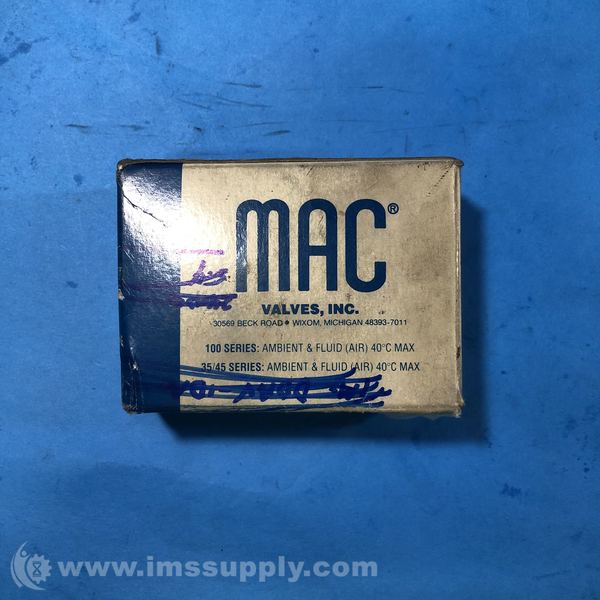 MAC®
VALVES, INC.
30569 BECK ROAD ♦ WIXOM, MICHIGAN 48393-7011
100 SERIES: AMBIENT & FLUID (AIR) 40°C MAX
35/45 SERIES: AMBIENT & FLUID (AIR) 40°C MAX
www.imssupply.com